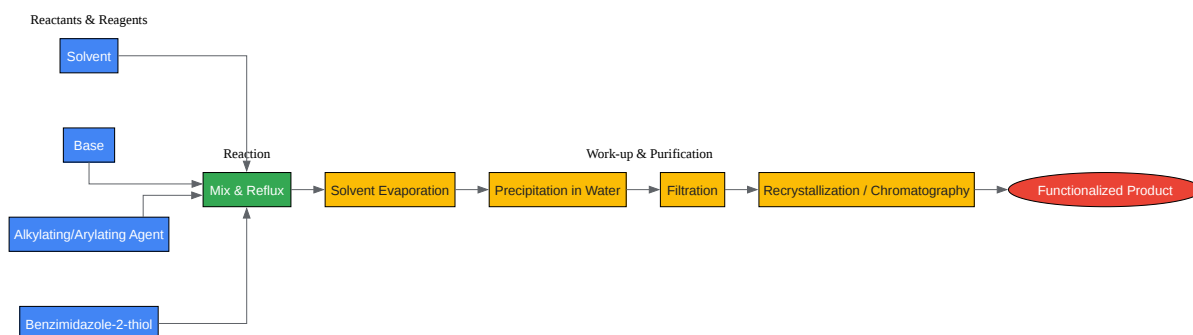 Reactants & Reagents
Solvent
Base
Alkylating/Arylating Agent
Benzimidazole-2-thiol
Reaction
Mix & Reflux
Work-up & Purification
Solvent Evaporation
Precipitation in Water
Filtration
Recrystallization / Chromatography
Functionalized Product